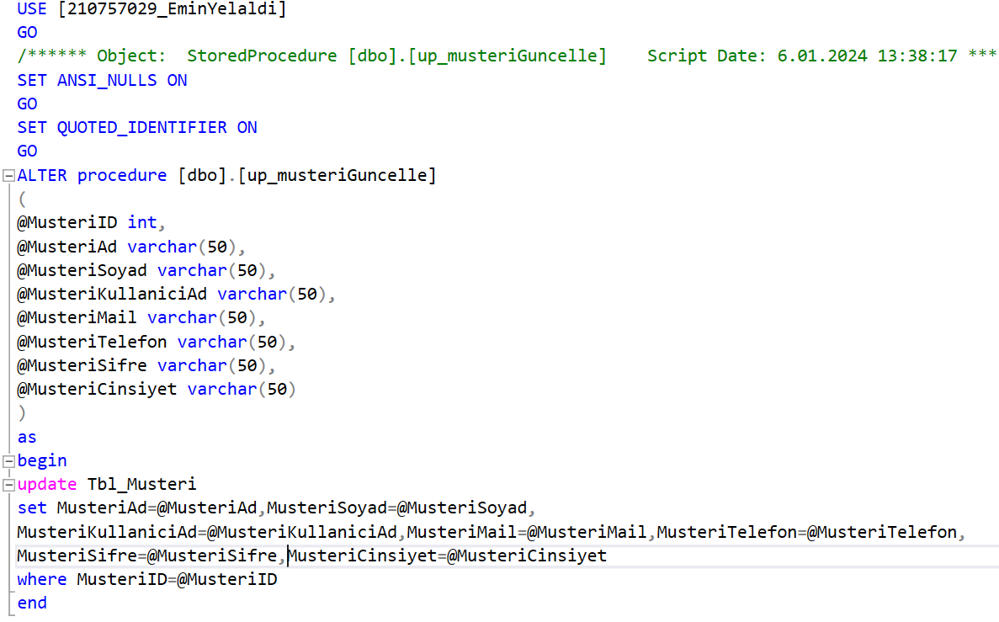 USE [210757029_EminYelaldi]
GO
/****** Object:  StoredProcedure [dbo].[up_musteriGuncelle]    Script Date: 6.01.2024 13:38:17 ***
SET ANSI_NULLS ON
GO
SET QUOTED_IDENTIFIER ON
GO
ALTER procedure [dbo].[up_musteriGuncelle]
(
@MusteriID int,
@MusteriAd varchar(50),
@MusteriSoyad varchar(50),
@MusteriKullaniciAd varchar(50),
@MusteriMail varchar(50),
@MusteriTelefon varchar(50),
@MusteriSifre varchar(50),
@MusteriCinsiyet varchar(50)
)
as
begin
update Tbl_Musteri
set MusteriAd=@MusteriAd,MusteriSoyad=@MusteriSoyad,
MusteriKullaniciAd=@MusteriKullaniciAd,MusteriMail=@MusteriMail,MusteriTelefon=@MusteriTelefon,
MusteriSifre=@MusteriSifre,MusteriCinsiyet=@MusteriCinsiyet
where MusteriID=@MusteriID
end